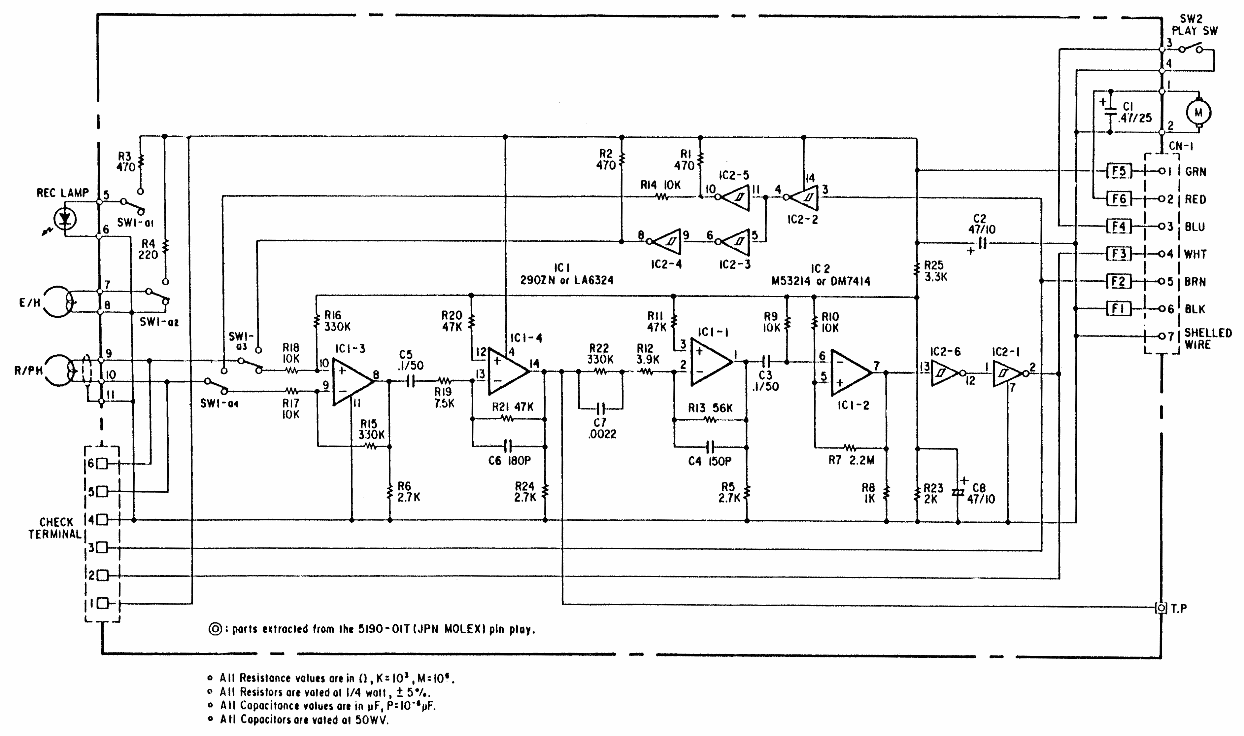 SW2
PLAY SW
3
4
1
+ C1
.47/25
M
2
CN-1
R3
470
R2
470
R1
470
IC2-5
14
R14 10K
10
11
4
3
IC2-2
REC LAMP
5
SW1-a1
6
R4
220
8
9
6
5
IC2-4
IC2-3
C2
47/10
+
F5 1 GRN
F6 2 RED
F4 3 BLU
F3 4 WHT
F2 5 BRN
F1 6 BLK
7 SHELLED
WIRE
IC1
2902N or LA6324
IC2
M53214 or DM7414
R25
3.3K
E/H
7
8
SW1-a2
R16
330K
R20
47K
R11
47K
R9
10K
R10
10K
SW1-
a3
R18
10K
IC1-3
10
+
9
−
8
11
C5
.1/50
R19
7.5K
IC1-4
12
+
4
14
13
−
R22
330K
R12
3.9K
IC1-1
3
+
1
2
−
C3
.1/50
6
−
7
5
+
IC1-2
IC2-6
13
12
IC2-1
1
2
7
R/PH
9
10
11
SW1-a4
R17
10K
R15
330K
R21 47K
C6 180P
C7
.0022
R13 56K
C4 150P
R7 2.2M
R6
2.7K
R24
2.7K
R5
2.7K
R8
1K
R23
2K
+
C8
47/10
CHECK
TERMINAL
6
5
4
3
2
1
T.P
◎: parts extracted from the 5190-01T(JPN MOLEX) pin play.
o All Resistance values are in Ω, K=10³, M=10⁶.
o All Resistors are vated at 1/4 watt, ± 5%.
o All Capacitance values are in μF, P=10⁻⁶μF.
o All Capacitors are vated at 50WV.